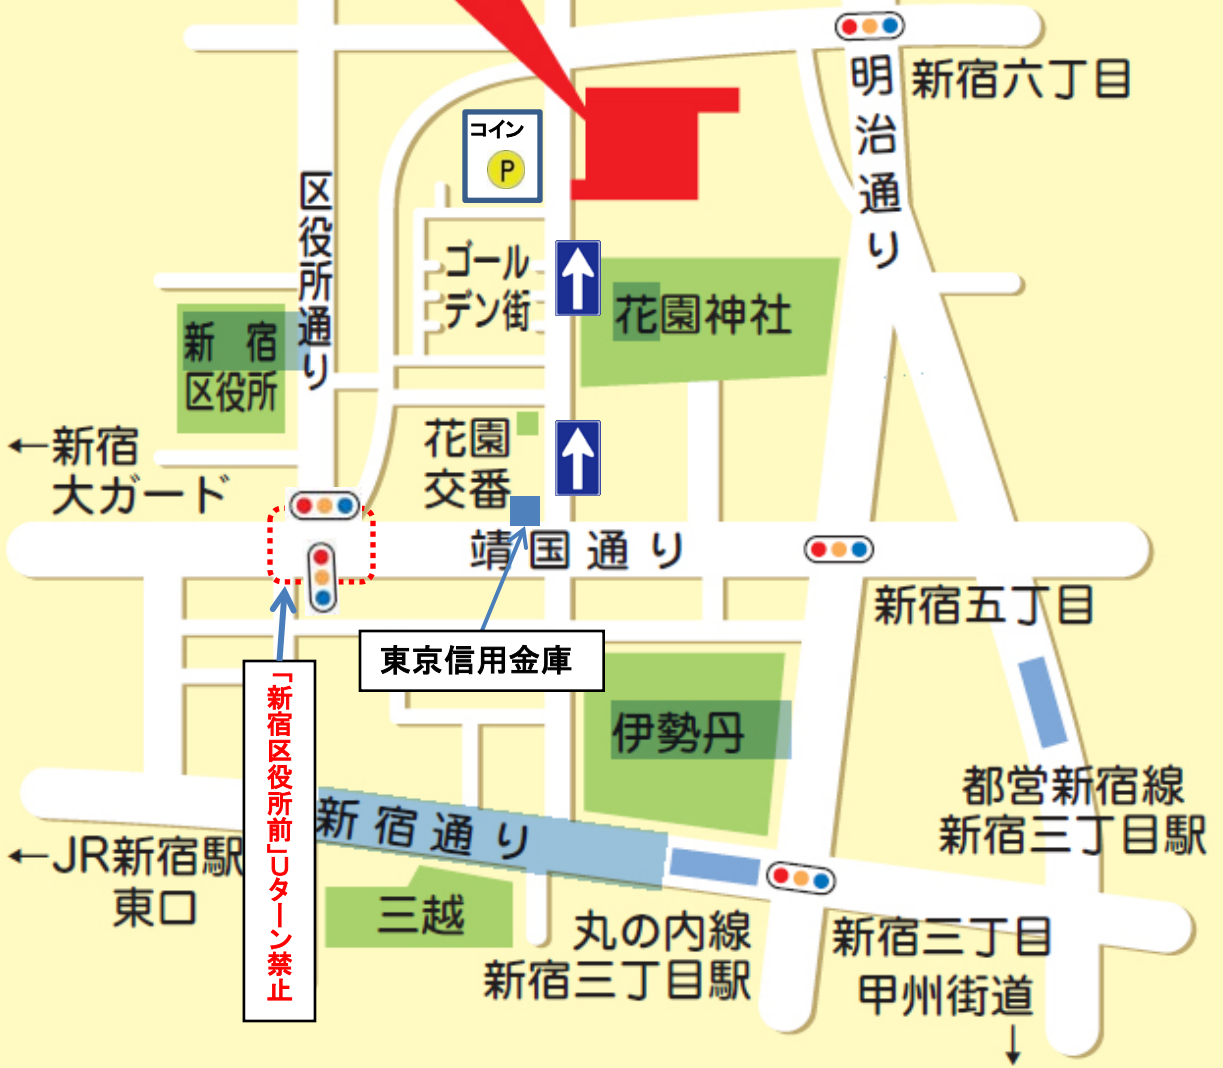 新宿六丁目
明治通り
コイン
P
区役所通り
ゴール
デン街
花園神社
新 宿
区役所
←新宿
大ガード
花園
交番
靖国通り
新宿五丁目
東京信用金庫
「新宿区役所前」Uターン禁止
伊勢丹
都営新宿線
新宿三丁目駅
新宿通り
←JR新宿駅
東口
三越
丸の内線
新宿三丁目駅
新宿三丁目
甲州街道
↓